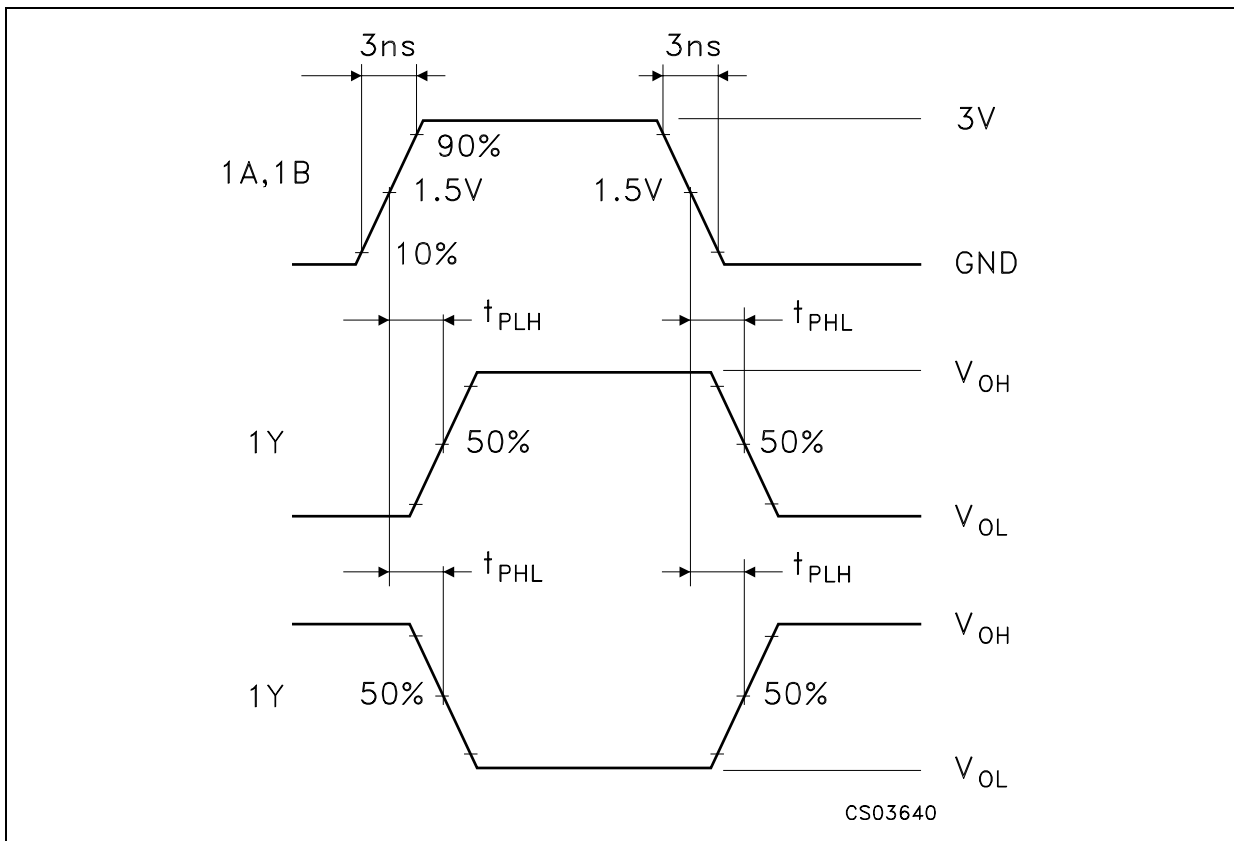 3ns 3ns
3V
90%
1A,1B 1.5V 1.5V
10% GND
tPLH tPHL
VOH
1Y 50% 50%
VOL
tPHL tPLH
VOH
1Y 50% 50%
VOL
CS03640